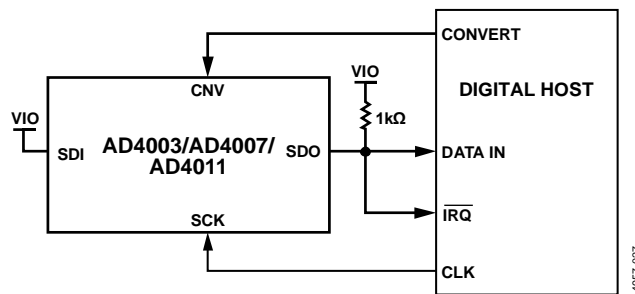 CONVERT
VIO
CNV
DIGITAL HOST
VIO
1kΩ
AD4003/AD4007/
AD4011
SDI
SDO
DATA IN
IRQ
SCK
CLK